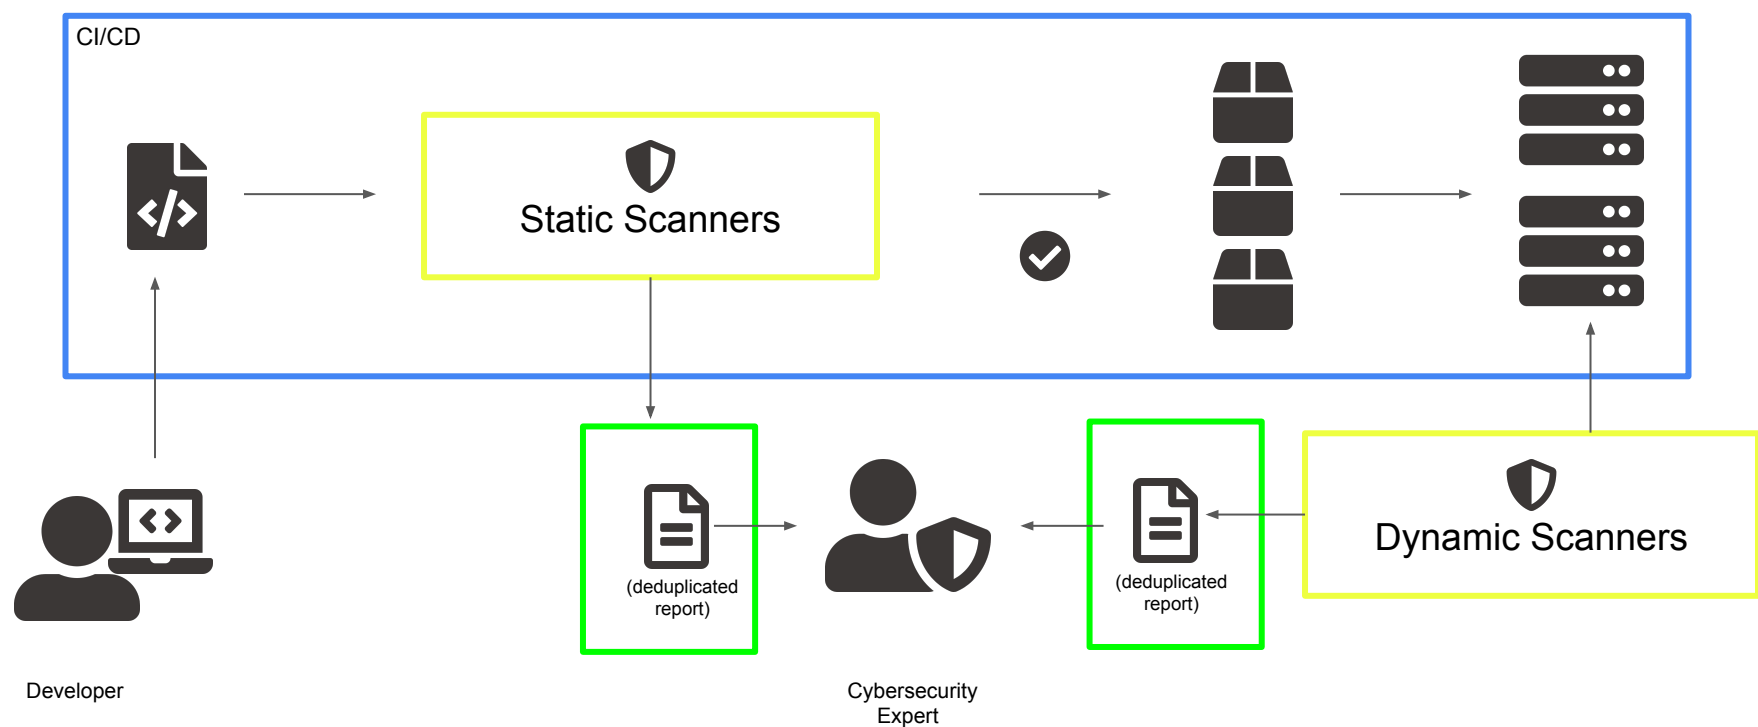 CI/CD
Static Scanners
(deduplicated
report)
(deduplicated
report)
Dynamic Scanners
Developer
Cybersecurity
Expert